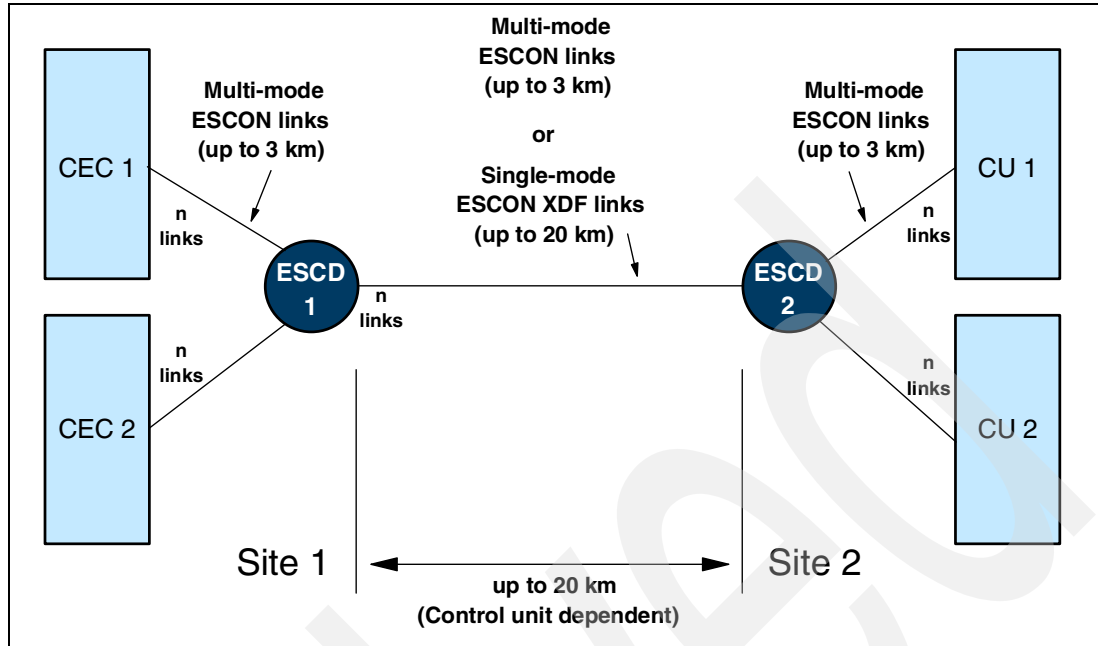 Multi-mode
ESCON links
(up to 3 km)
or
Single-mode
ESCON XDF links
(up to 20 km)
Multi-mode
ESCON links
(up to 3 km)
Multi-mode
ESCON links
(up to 3 km)
CEC 1
n
links
ESCD
1
n
links
ESCD
2
CU 1
n
links
CEC 2
n
links
CU 2
n
links
Site 1
Site 2
up to 20 km
(Control unit dependent)